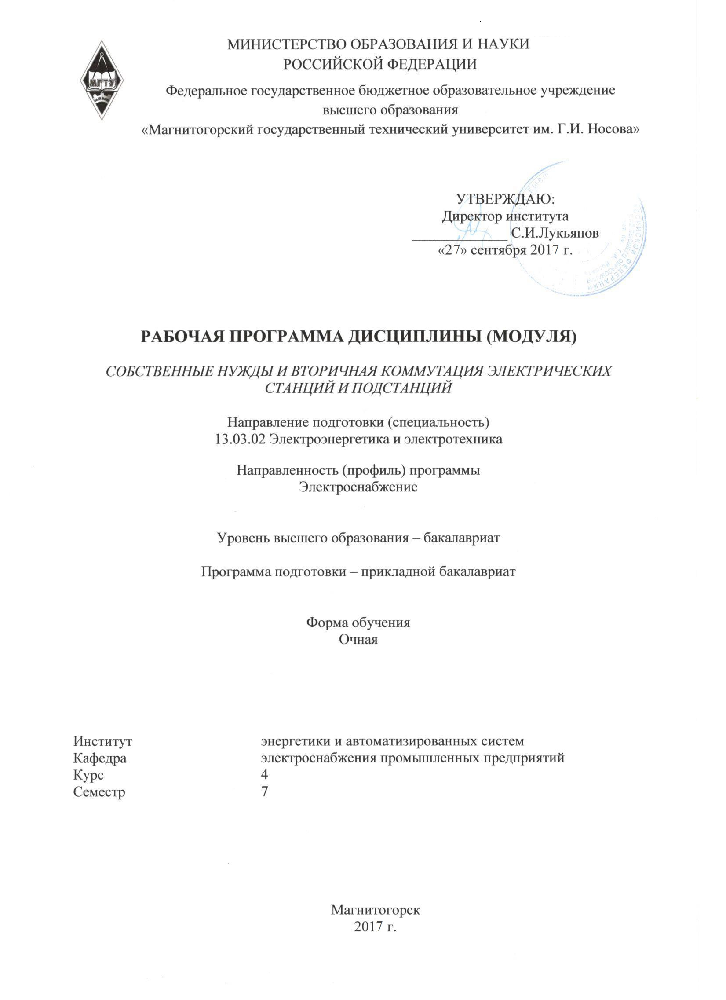 МИНИСТЕРСТВО ОБРАЗОВАНИЯ И НАУКИ
РОССИЙСКОЙ ФЕДЕРАЦИИ
МГТУ
Федеральное государственное бюджетное образовательное учреждение
высшего образования
«Магнитогорский государственный технический университет им. Г.И. Носова»
УТВЕРЖДАЮ:
Директор института
______________ С.И.Лукьянов
«27» сентября 2017 г.
РАБОЧАЯ ПРОГРАММА ДИСЦИПЛИНЫ (МОДУЛЯ)
СОБСТВЕННЫЕ НУЖДЫ И ВТОРИЧНАЯ КОММУТАЦИЯ ЭЛЕКТРИЧЕСКИХ
СТАНЦИЙ И ПОДСТАНЦИЙ
Направление подготовки (специальность)
13.03.02 Электроэнергетика и электротехника
Направленность (профиль) программы
Электроснабжение
Уровень высшего образования – бакалавриат
Программа подготовки – прикладной бакалавриат
Форма обучения
Очная
Институт энергетики и автоматизированных систем
Кафедра электроснабжения промышленных предприятий
Курс 4
Семестр 7
Магнитогорск
2017 г.